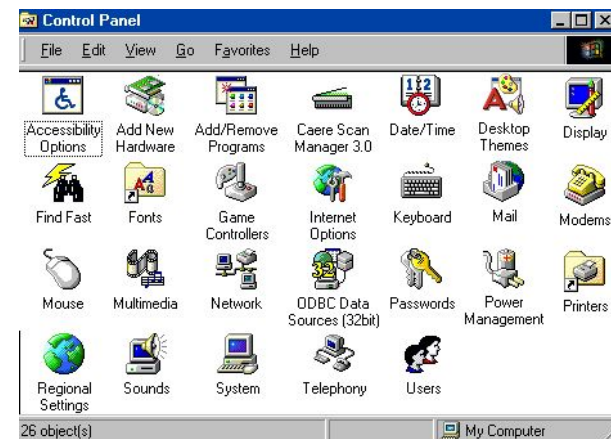 Control Panel
File Edit View Go Favorites Help
Accessibility Options
Add New Hardware
Add/Remove Programs
Caere Scan Manager 3.0
Date/Time
Desktop Themes
Display
Find Fast
Fonts
Game Controllers
Internet Options
Keyboard
Mail
Modems
Mouse
Multimedia
Network
ODBC Data Sources (32bit)
Passwords
Power Management
Printers
Regional Settings
Sounds
System
Telephony
Users
26 object(s)
My Computer